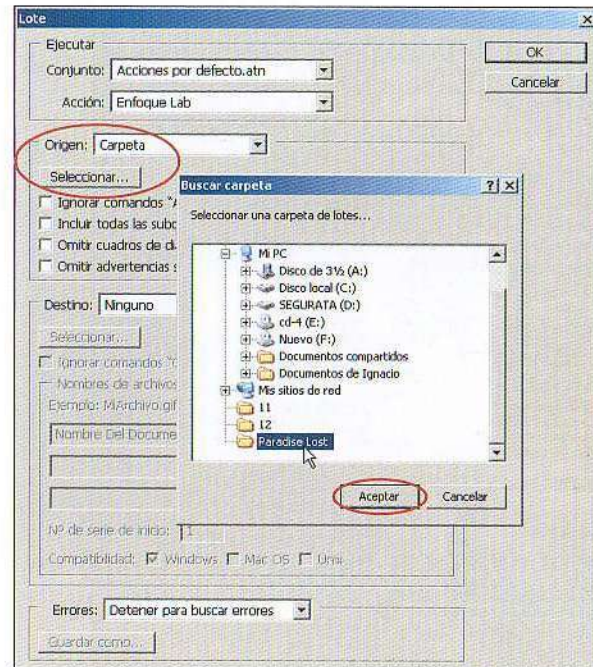 Lote
Ejecutar
Conjunto: Acciones por defecto.atn
Acción: Enfoque Lab
OK
Cancelar
Origen: Carpeta
Seleccionar...
Ignorar comandos "A
Incluir todas las subc
Omitir cuadros de di
Omitir advertencias s
Buscar carpeta
Seleccionar una carpeta de lotes...
Mi PC
Disco de 3½ (A:)
Disco local (C:)
SEGURATA (D:)
cd-4 (E:)
Nuevo (F:)
Documentos compartidos
Documentos de Ignacio
Mis sitios de red
11
12
Paradise Lost
Aceptar
Cancelar
Destino: Ninguno
Seleccionar...
Ignorar comandos
Nombres de archivos
Ejemplo: MiArchivo.gif
Nombre Del Docume
Nº de serie de inicio: 1
Compatibilidad: Windows Mac OS Unix
Errores: Detener para buscar errores
Guardar como...